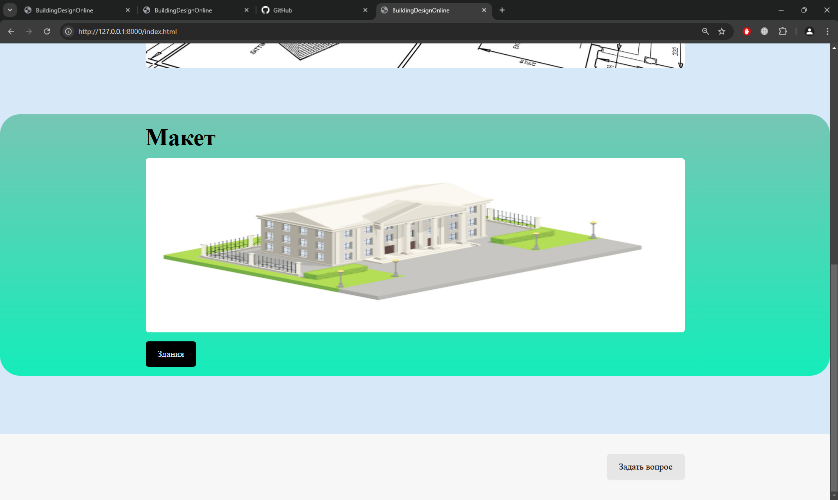 BuildingDesignOnline
BuildingDesignOnline
GitHub
BuildingDesignOnline
http://127.0.0.1:8000/index.html
Макет
Здания
Задать вопрос